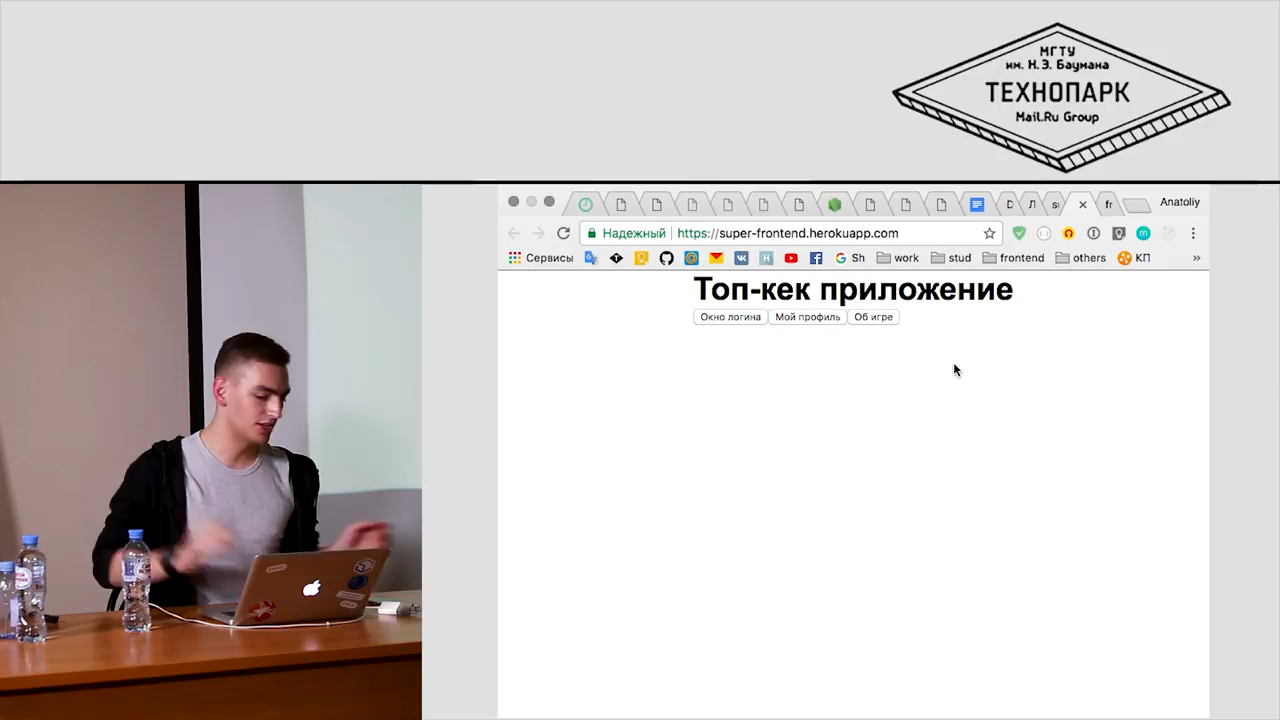 МГТУ
им. Н.Э. Баумана
ТЕХНОПАРК
Mail.Ru Group
Anatoliy
Надежный
https://super-frontend.herokuapp.com
Сервисы
Sh
work
stud
frontend
others
КП
»
Топ-кек приложение
Окно логина
Мой профиль
Об игре